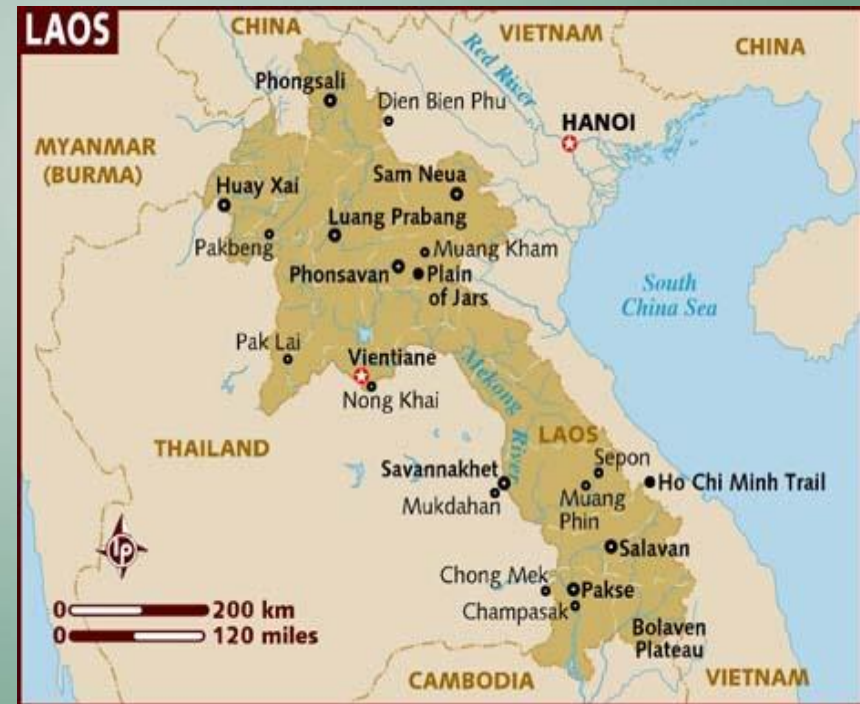 LAOS
CHINA
VIETNAM
CHINA
Red River
Phongsali
Dien Bien Phu
HANOI
MYANMAR
(BURMA)
Sam Neua
Huay Xai
Luang Prabang
Pakbeng
Muang Kham
Phonsavan
Plain
of Jars
South
China Sea
Pak Lai
Vientiane
Mekong
River
Nong Khai
THAILAND
LAOS
Savannakhet
Sepon
Mukdahan
Muang
Phin
Ho Chi Minh Trail
Salavan
lp
Chong Mek
Pakse
Champasak
0 200 km
0 120 miles
Bolaven
Plateau
CAMBODIA
VIETNAM